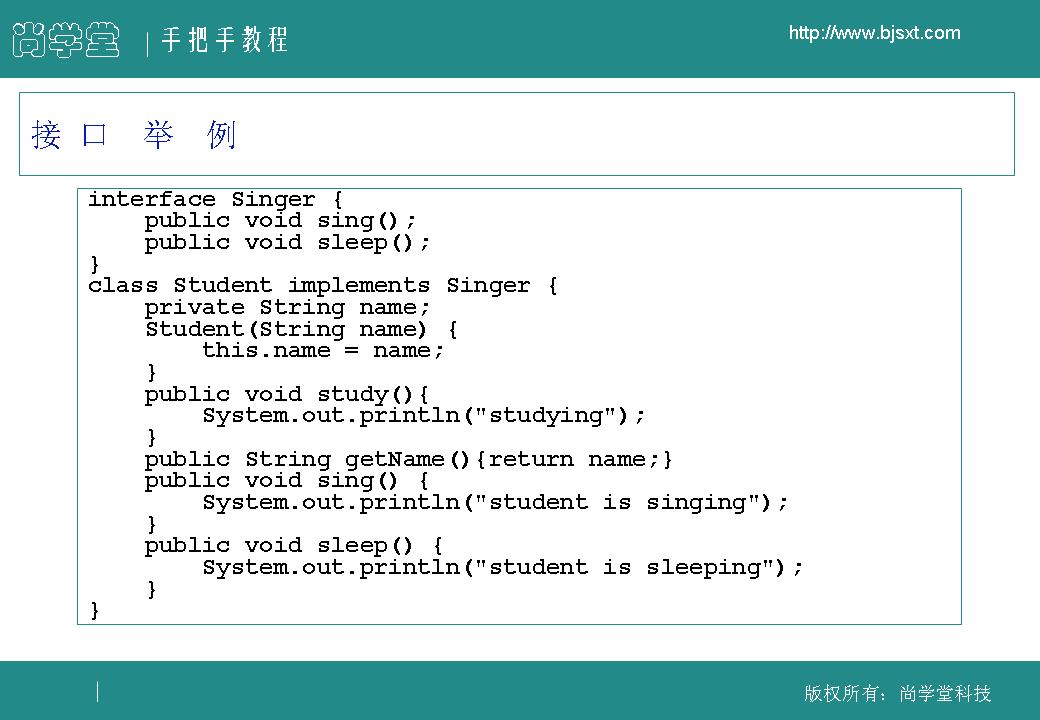 尚学堂 | 手把手教程
http://www.bjsxt.com
接 口 举 例
interface Singer {
    public void sing();
    public void sleep();
}
class Student implements Singer {
    private String name;
    Student(String name) {
        this.name = name;
    }
    public void study(){
        System.out.println("studying");
    }
    public String getName(){return name;}
    public void sing() {
        System.out.println("student is singing");
    }
    public void sleep() {
        System.out.println("student is sleeping");
    }
}
版权所有：尚学堂科技